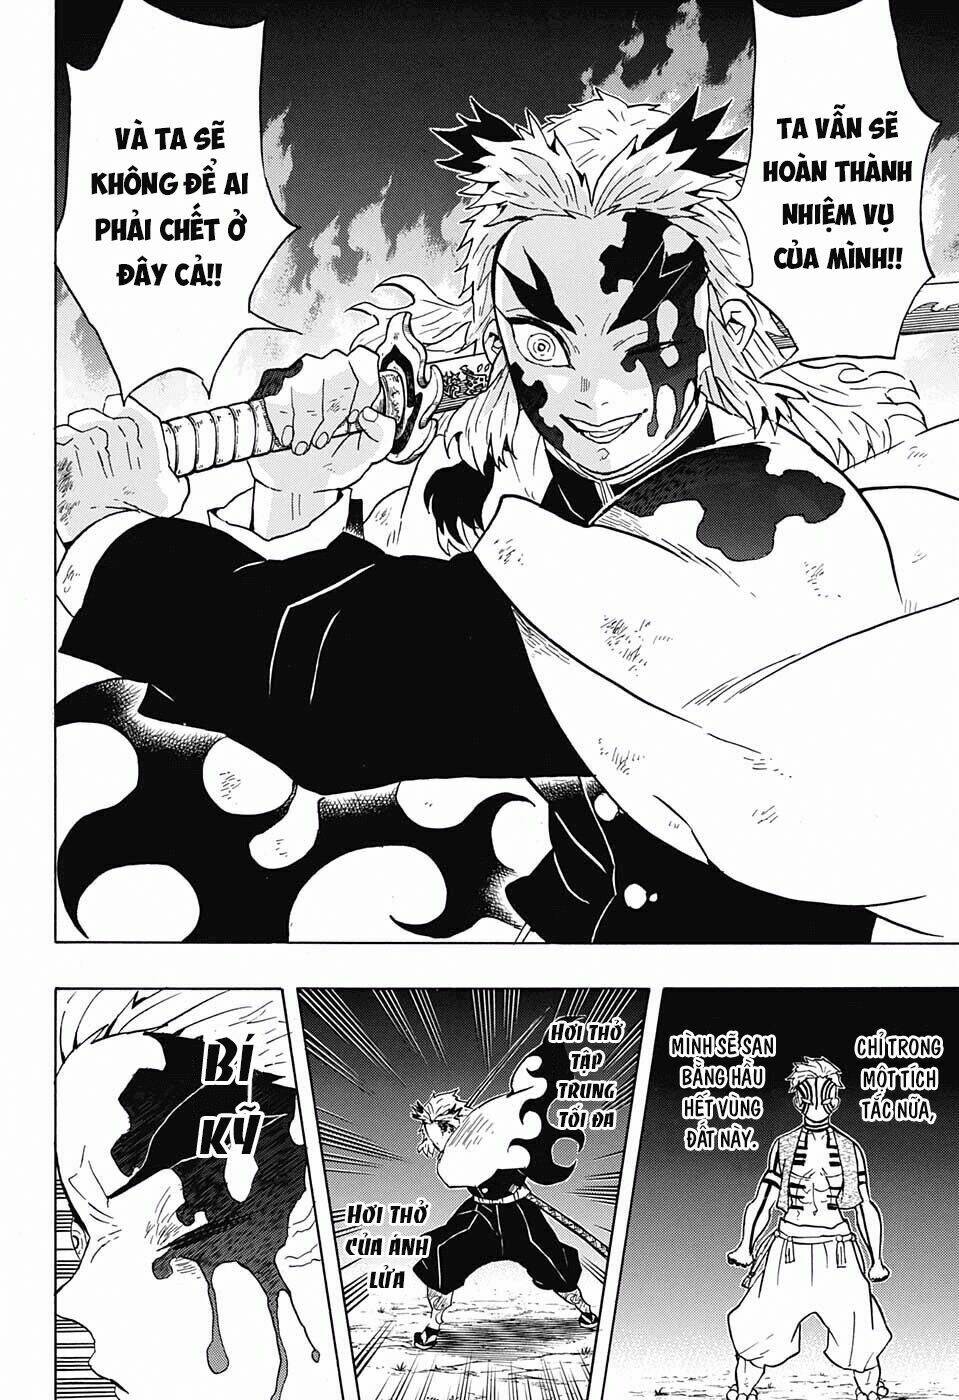 TA VẪN SẼ
HOÀN THÀNH
NHIỆM VỤ
CỦA MÌNH!!
VÀ TA SẼ
KHÔNG ĐỂ AI
PHẢI CHẾT Ở
ĐÂY CẢ!!
CHỈ TRONG
MỘT TÍCH
TẮC NỮA,
MÌNH SẼ SAN
BẰNG HẦU
HẾT VÙNG
ĐẤT NÀY.
HƠI THỞ
TẬP
TRUNG
TỐI ĐA
HƠI THỞ
CỦA ÁNH
LỬA
BÍ
KỸ